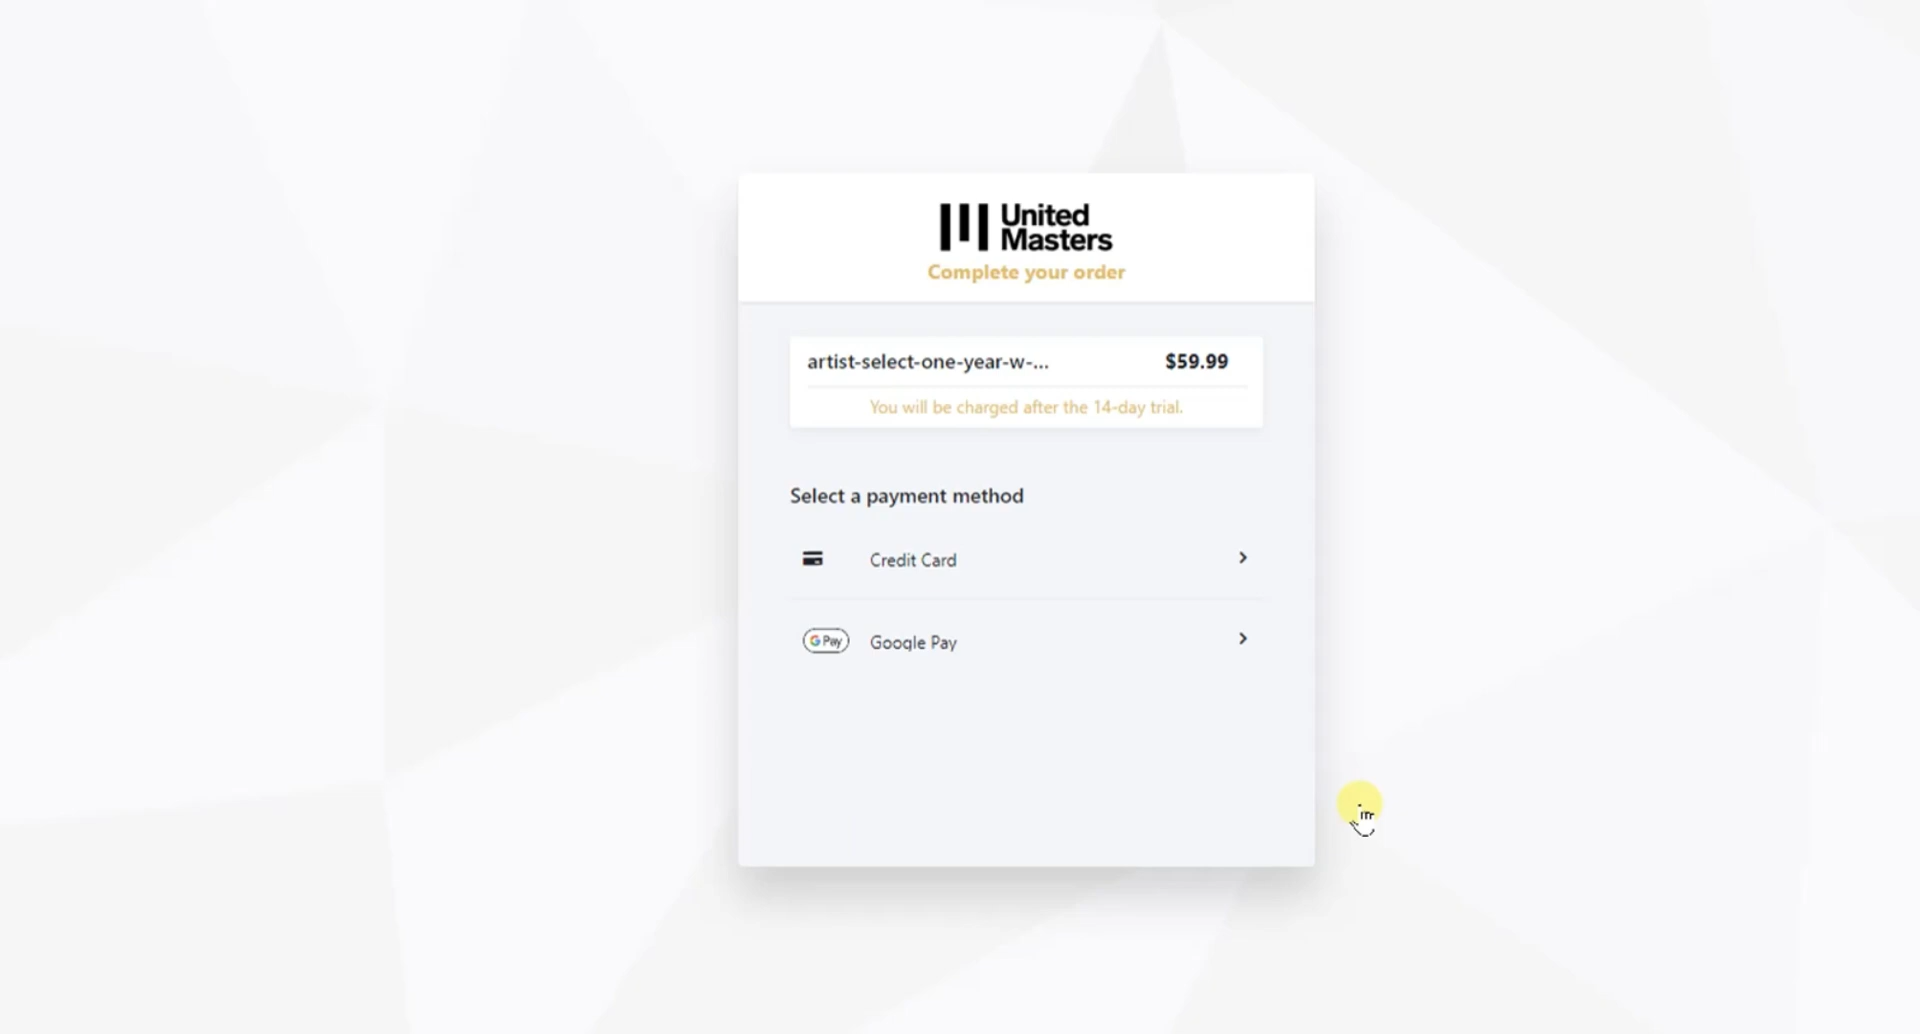 United
Masters
Complete your order
artist-select-one-year-w-... $59.99
You will be charged after the 14-day trial.
Select a payment method
Credit Card
G Pay Google Pay